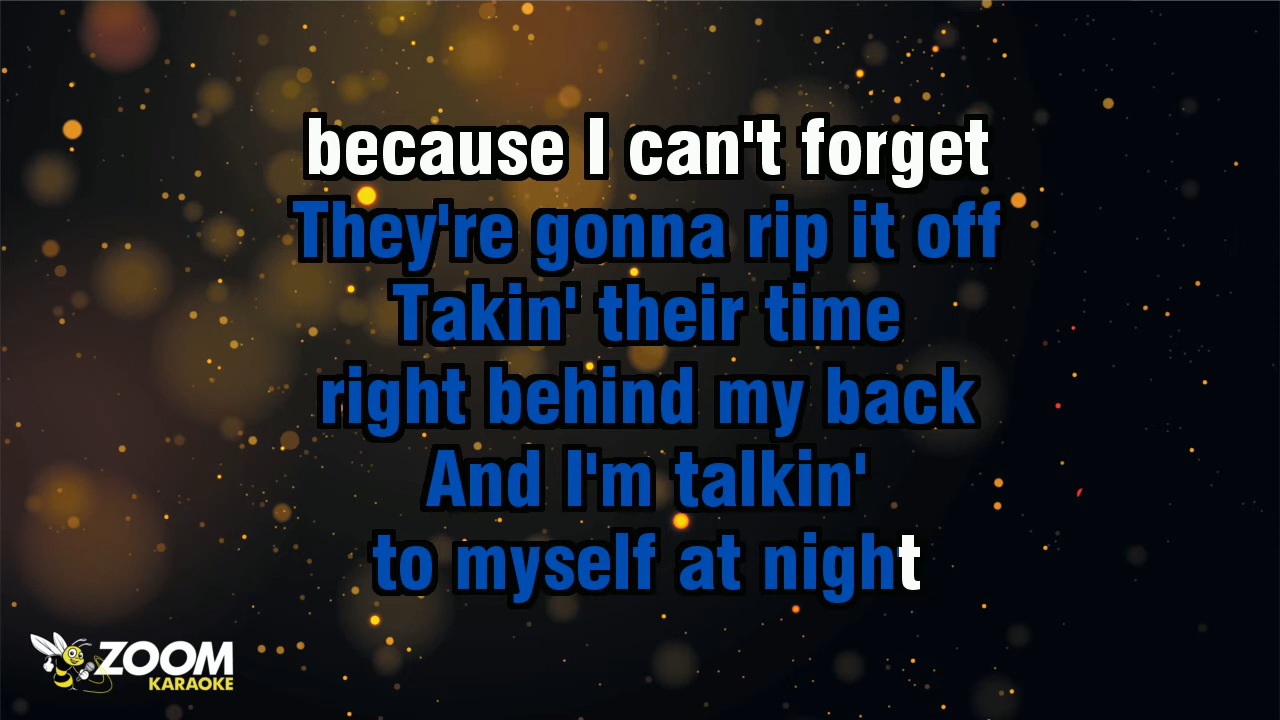 because I can't forget
They're gonna rip it off
Takin' their time
right behind my back
And I'm talkin'
to myself at night
ZOOM
KARAOKE